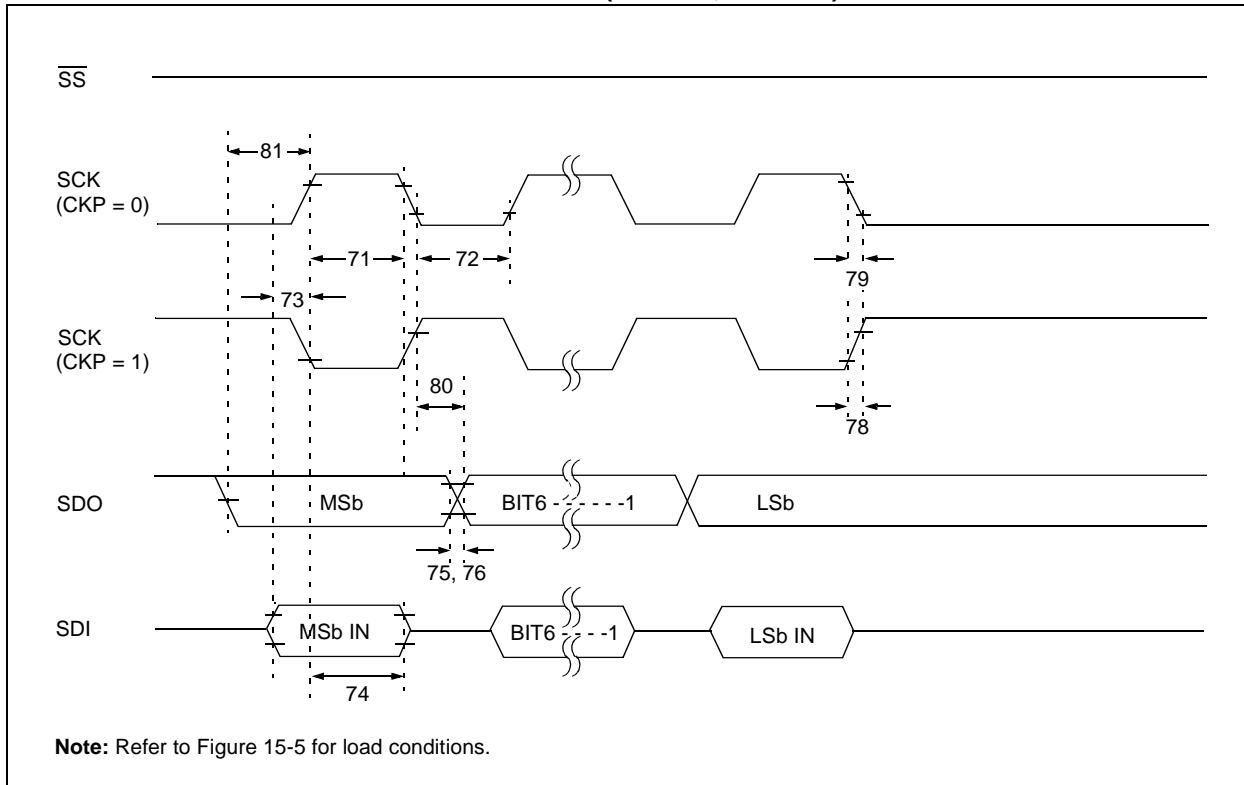 SS
81
SCK
(CKP = 0)
71
72
79
73
SCK
(CKP = 1)
80
78
SDO
MSb
BIT6 - - - - - -1
LSb
75, 76
SDI
MSb IN
BIT6 - - - - -1
LSb IN
74
Note: Refer to Figure 15-5 for load conditions.